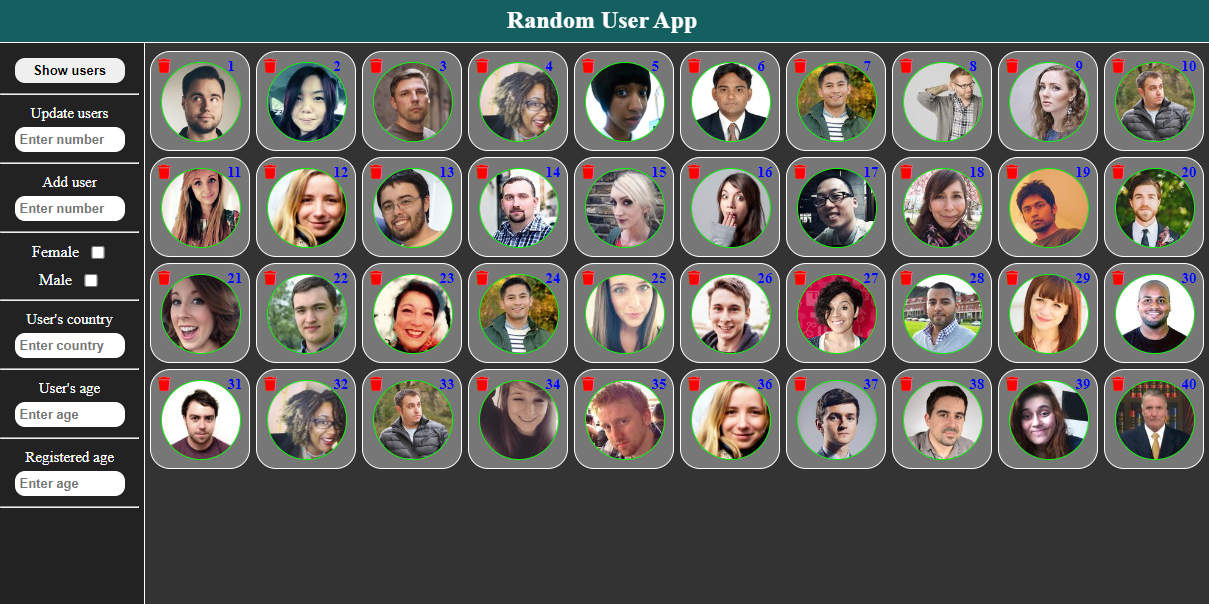 Random User App
Show users
Update users
Enter number
Add user
Enter number
Female
Male
User's country
Enter country
User's age
Enter age
Registered age
Enter age
1 2 3 4 5 6 7 8 9 10
11 12 13 14 15 16 17 18 19 20
21 22 23 24 25 26 27 28 29 30
31 32 33 34 35 36 37 38 39 40